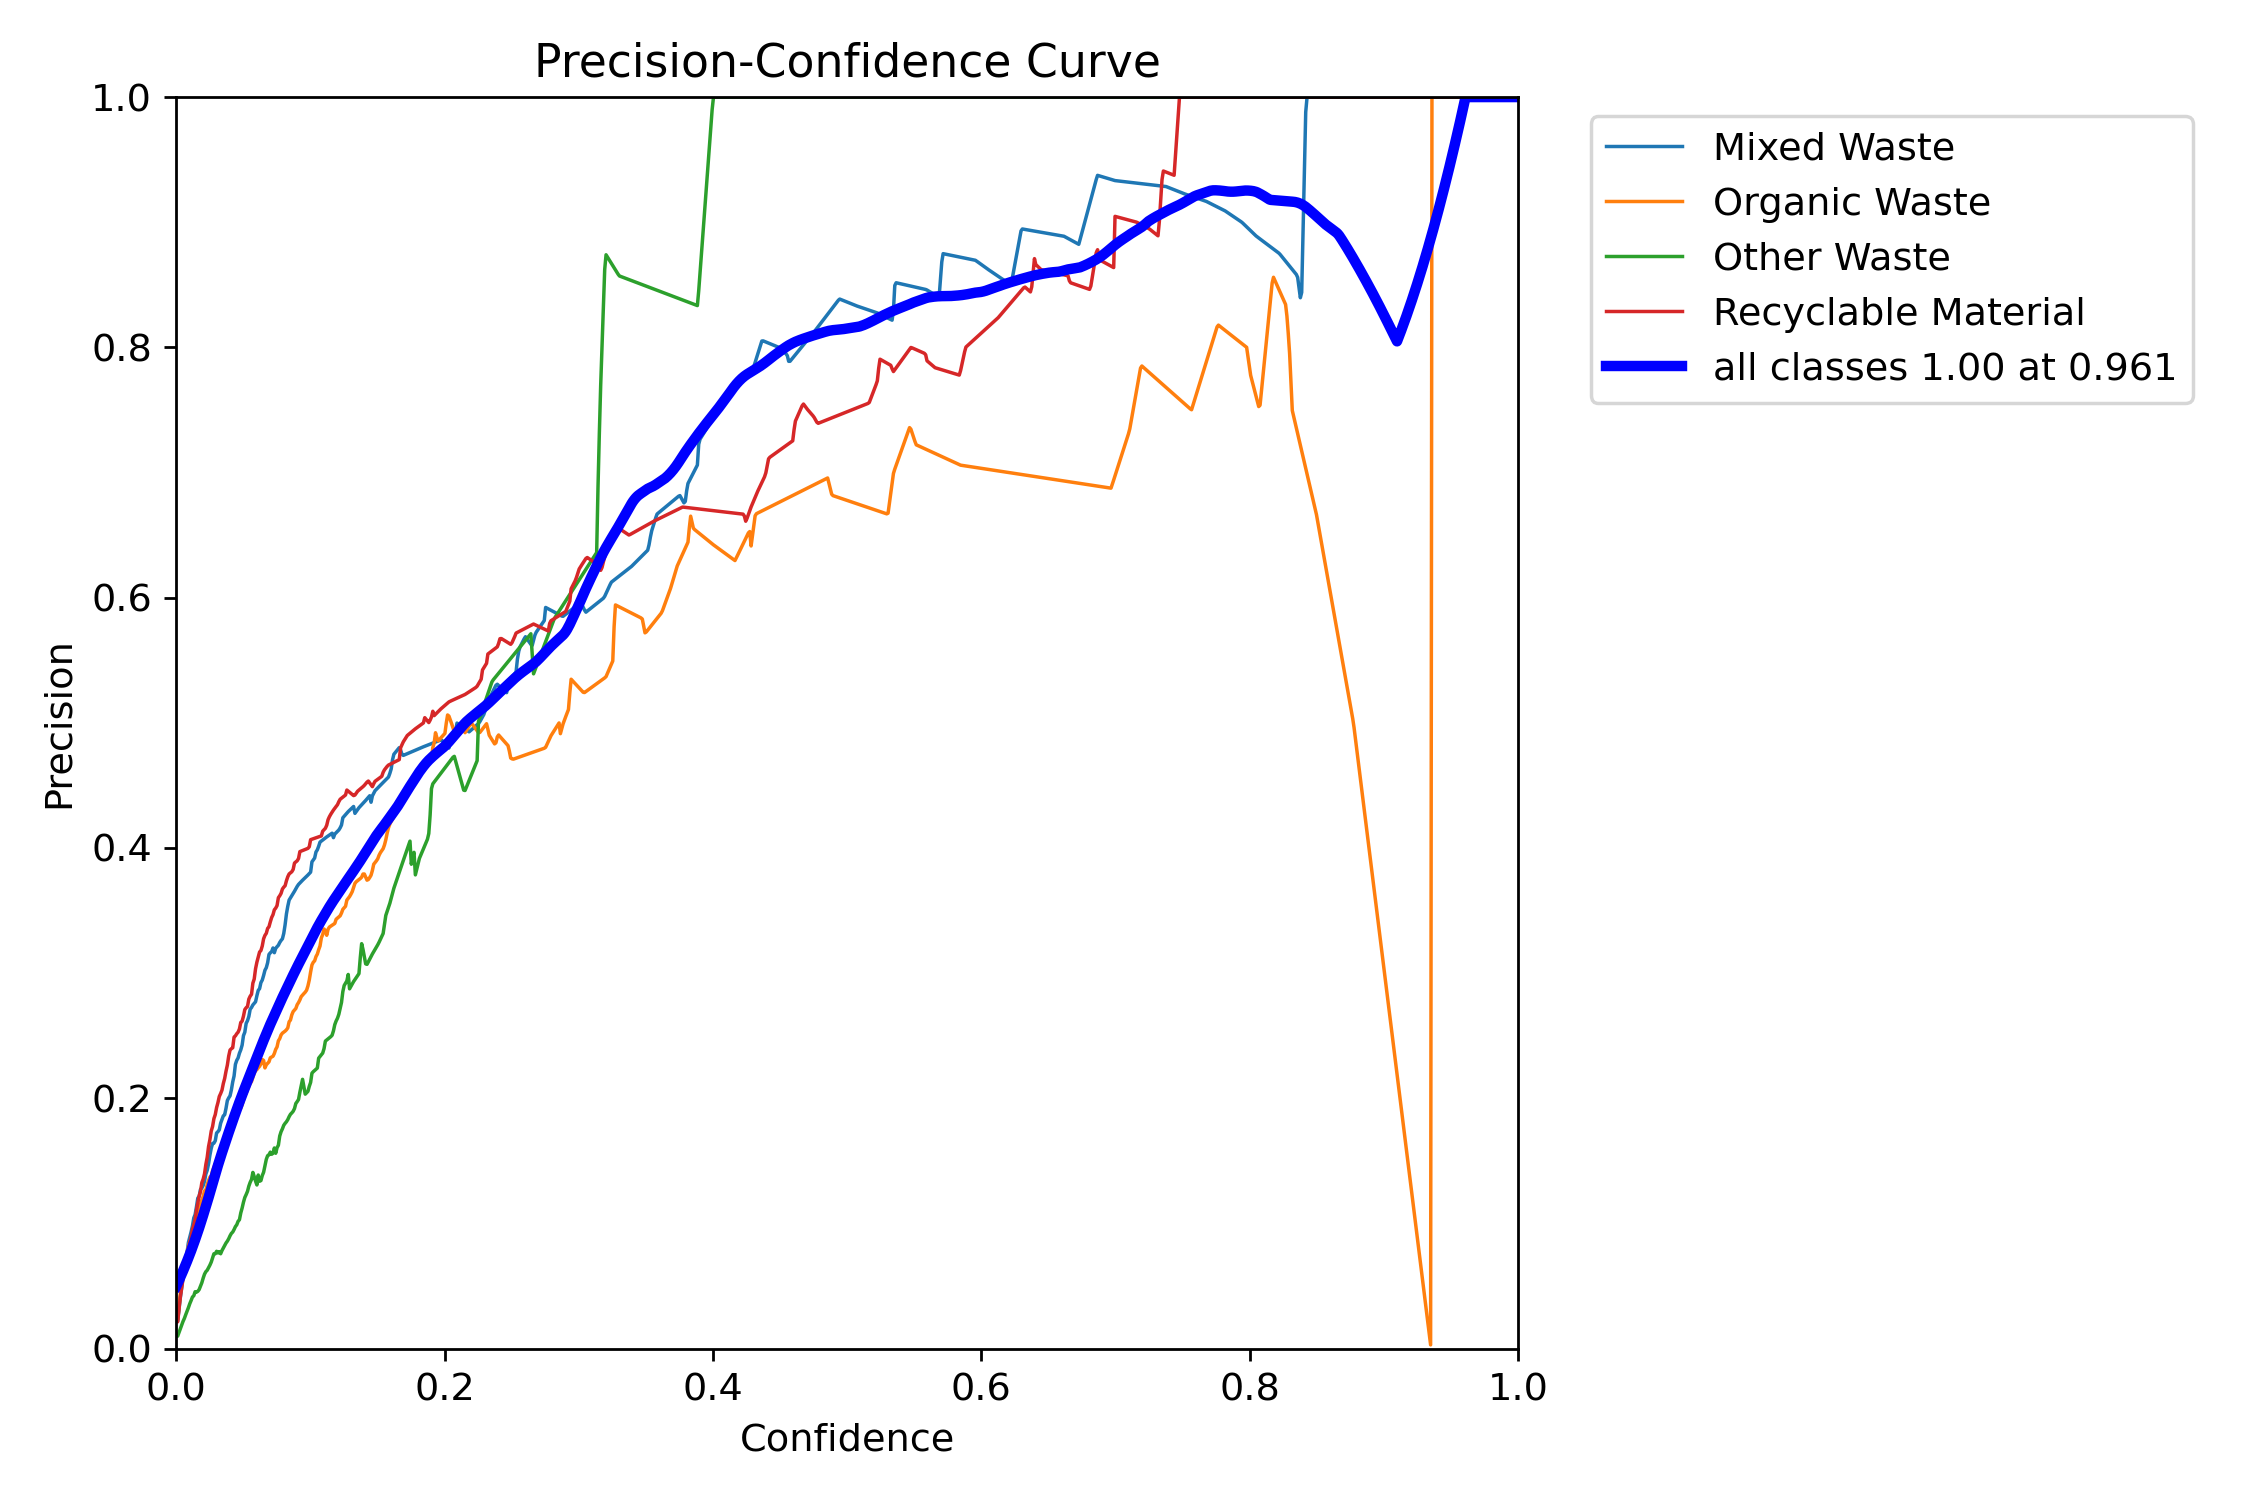 Precision-Confidence Curve
1.0
0.8
0.6
0.4
0.2
0.0
Precision
0.0 0.2 0.4 0.6 0.8 1.0
Confidence
Mixed Waste
Organic Waste
Other Waste
Recyclable Material
all classes 1.00 at 0.961